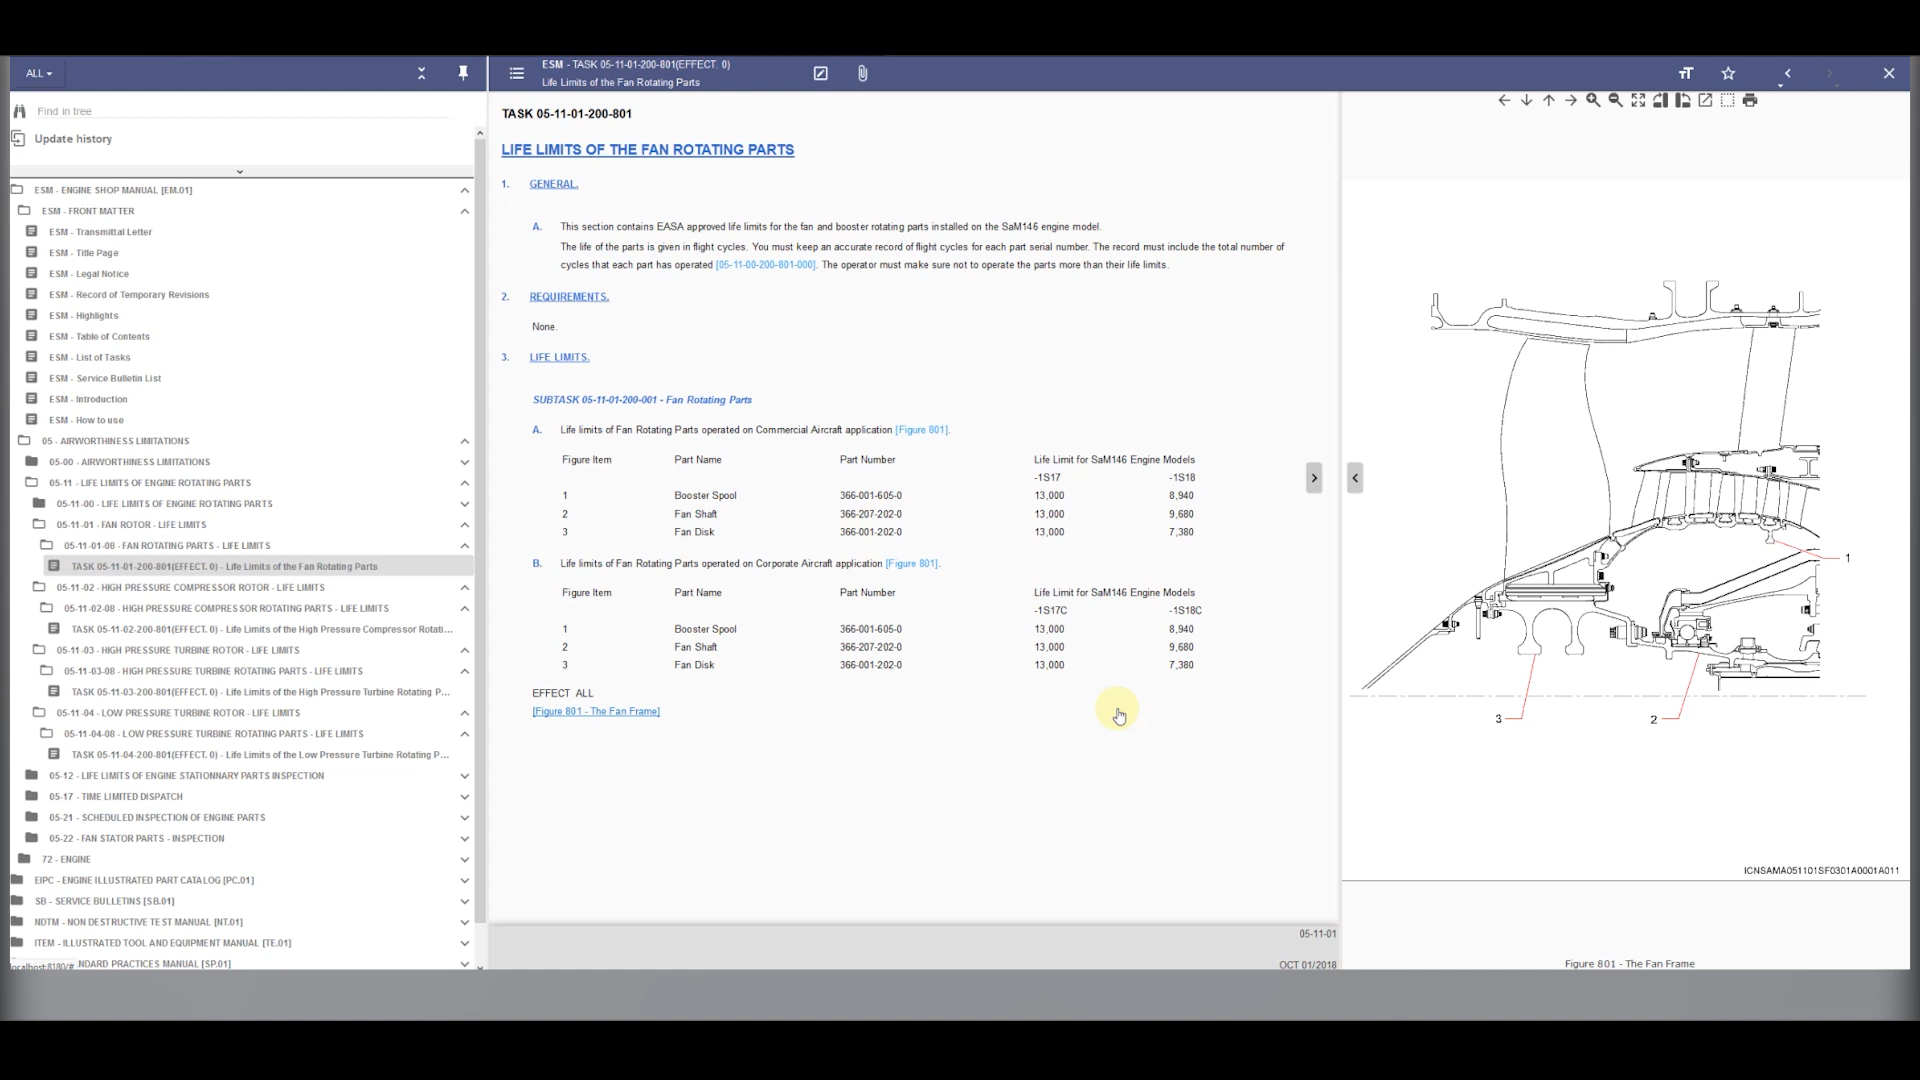 ALL
ESM - TASK 05-11-01-200-801(EFFECT. 0)
Life Limits of the Fan Rotating Parts
Find in tree
Update history
ESM - ENGINE SHOP MANUAL [EM.01]
ESM - FRONT MATTER
ESM - Transmittal Letter
ESM - Title Page
ESM - Legal Notice
ESM - Record of Temporary Revisions
ESM - Highlights
ESM - Table of Contents
ESM - List of Tasks
ESM - Service Bulletin List
ESM - Introduction
ESM - How to use
05 - AIRWORTHINESS LIMITATIONS
05-00 - AIRWORTHINESS LIMITATIONS
05-11 - LIFE LIMITS OF ENGINE ROTATING PARTS
05-11-00 - LIFE LIMITS OF ENGINE ROTATING PARTS
05-11-01 - FAN ROTOR - LIFE LIMITS
05-11-01-08 - FAN ROTATING PARTS - LIFE LIMITS
TASK 05-11-01-200-801(EFFECT. 0) - Life Limits of the Fan Rotating Parts
05-11-02 - HIGH PRESSURE COMPRESSOR ROTOR - LIFE LIMITS
05-11-02-08 - HIGH PRESSURE COMPRESSOR ROTATING PARTS - LIFE LIMITS
TASK 05-11-02-200-801(EFFECT. 0) - Life Limits of the High Pressure Compressor Rotati...
05-11-03 - HIGH PRESSURE TURBINE ROTOR - LIFE LIMITS
05-11-03-08 - HIGH PRESSURE TURBINE ROTATING PARTS - LIFE LIMITS
TASK 05-11-03-200-801(EFFECT. 0) - Life Limits of the High Pressure Turbine Rotating P...
05-11-04 - LOW PRESSURE TURBINE ROTOR - LIFE LIMITS
05-11-04-08 - LOW PRESSURE TURBINE ROTATING PARTS - LIFE LIMITS
TASK 05-11-04-200-801(EFFECT. 0) - Life Limits of the Low Pressure Turbine Rotating P...
05-12 - LIFE LIMITS OF ENGINE STATIONNARY PARTS INSPECTION
05-17 - TIME LIMITED DISPATCH
05-21 - SCHEDULED INSPECTION OF ENGINE PARTS
05-22 - FAN STATOR PARTS - INSPECTION
72 - ENGINE
EIPC - ENGINE ILLUSTRATED PART CATALOG [PC.01]
SB - SERVICE BULLETINS [SB.01]
NDTM - NON DESTRUCTIVE TEST MANUAL [NT.01]
ITEM - ILLUSTRATED TOOL AND EQUIPMENT MANUAL [TE.01]
localhost:8180/# NDARD PRACTICES MANUAL [SP.01]
TASK 05-11-01-200-801
LIFE LIMITS OF THE FAN ROTATING PARTS
1. GENERAL.
A. This section contains EASA approved life limits for the fan and booster rotating parts installed on the SaM146 engine model.
The life of the parts is given in flight cycles. You must keep an accurate record of flight cycles for each part serial number. The record must include the total number of
cycles that each part has operated [05-11-00-200-801-000]. The operator must make sure not to operate the parts more than their life limits.
2. REQUIREMENTS.
None.
3. LIFE LIMITS.
SUBTASK 05-11-01-200-001 - Fan Rotating Parts
A. Life limits of Fan Rotating Parts operated on Commercial Aircraft application [Figure 801].
Figure Item Part Name Part Number Life Limit for SaM146 Engine Models
-1S17 -1S18
1 Booster Spool 366-001-605-0 13,000 8,940
2 Fan Shaft 366-207-202-0 13,000 9,680
3 Fan Disk 366-001-202-0 13,000 7,380
B. Life limits of Fan Rotating Parts operated on Corporate Aircraft application [Figure 801].
Figure Item Part Name Part Number Life Limit for SaM146 Engine Models
-1S17C -1S18C
1 Booster Spool 366-001-605-0 13,000 8,940
2 Fan Shaft 366-207-202-0 13,000 9,680
3 Fan Disk 366-001-202-0 13,000 7,380
EFFECT ALL
[Figure 801 - The Fan Frame]
05-11-01
OCT 01/2018
1
3
2
ICNSAMA051101SF0301A0001A011
Figure 801 - The Fan Frame